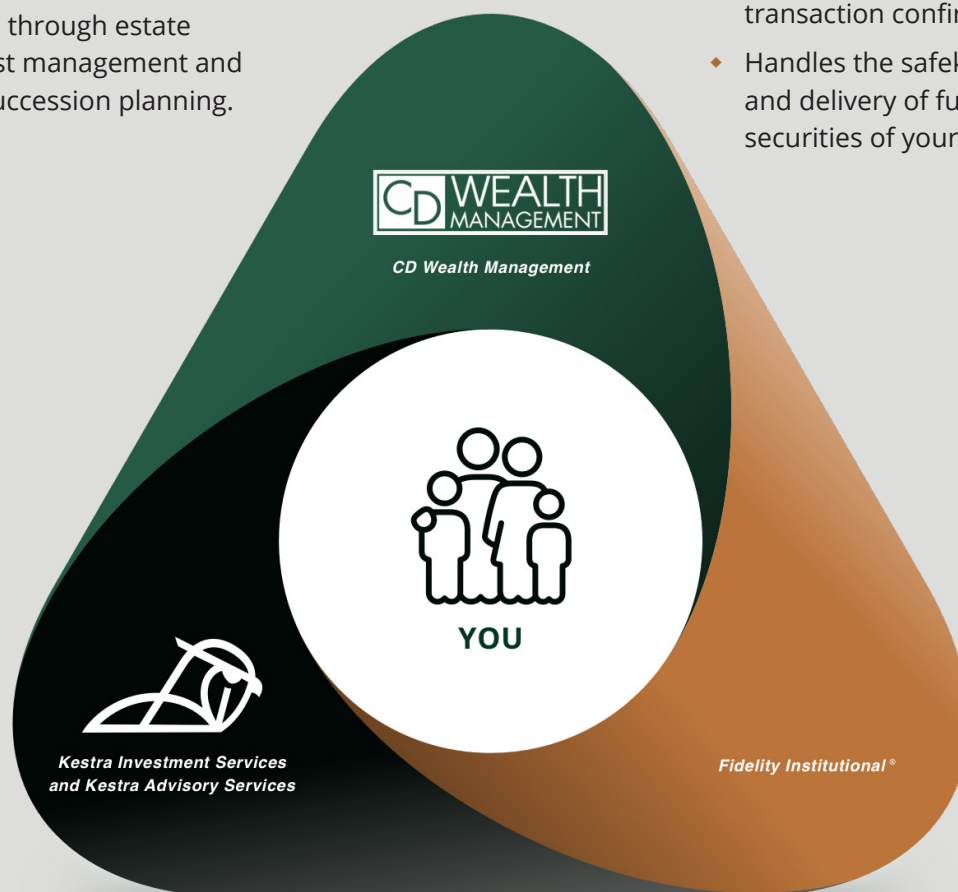 through estate
st management and
uccession planning.
transaction confir
◆ Handles the safek
and delivery of fu
securities of your
CD WEALTH
MANAGEMENT
CD Wealth Management
YOU
Kestra Investment Services
and Kestra Advisory Services
Fidelity Institutional®